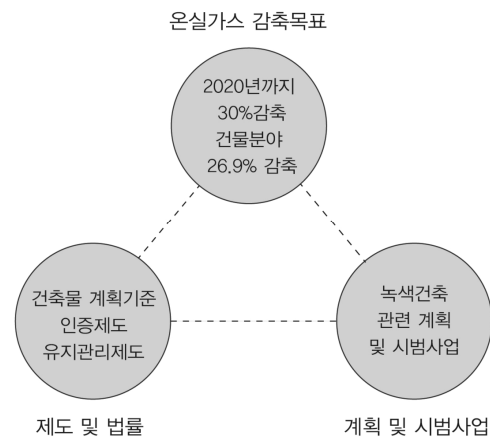 온실가스 감축목표
2020년까지
30%감축
건물분야
26.9% 감축
건축물 계획기준
인증제도
유지관리제도
녹색건축
관련 계획
및 시범사업
제도 및 법률
계획 및 시범사업